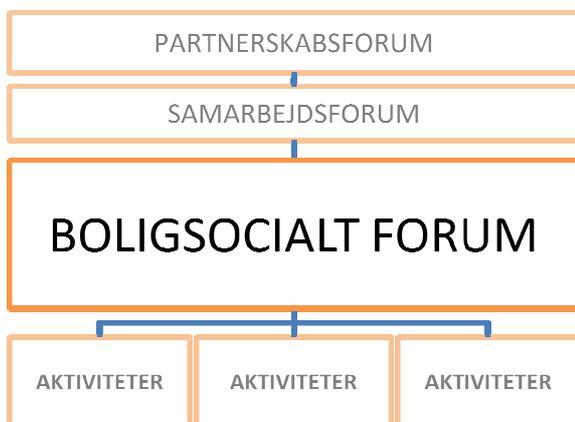 PARTNERSKABSFORUM
SAMARBEJDSFORUM
BOLIGSOCIALT FORUM
AKTIVITETER AKTIVITETER AKTIVITETER